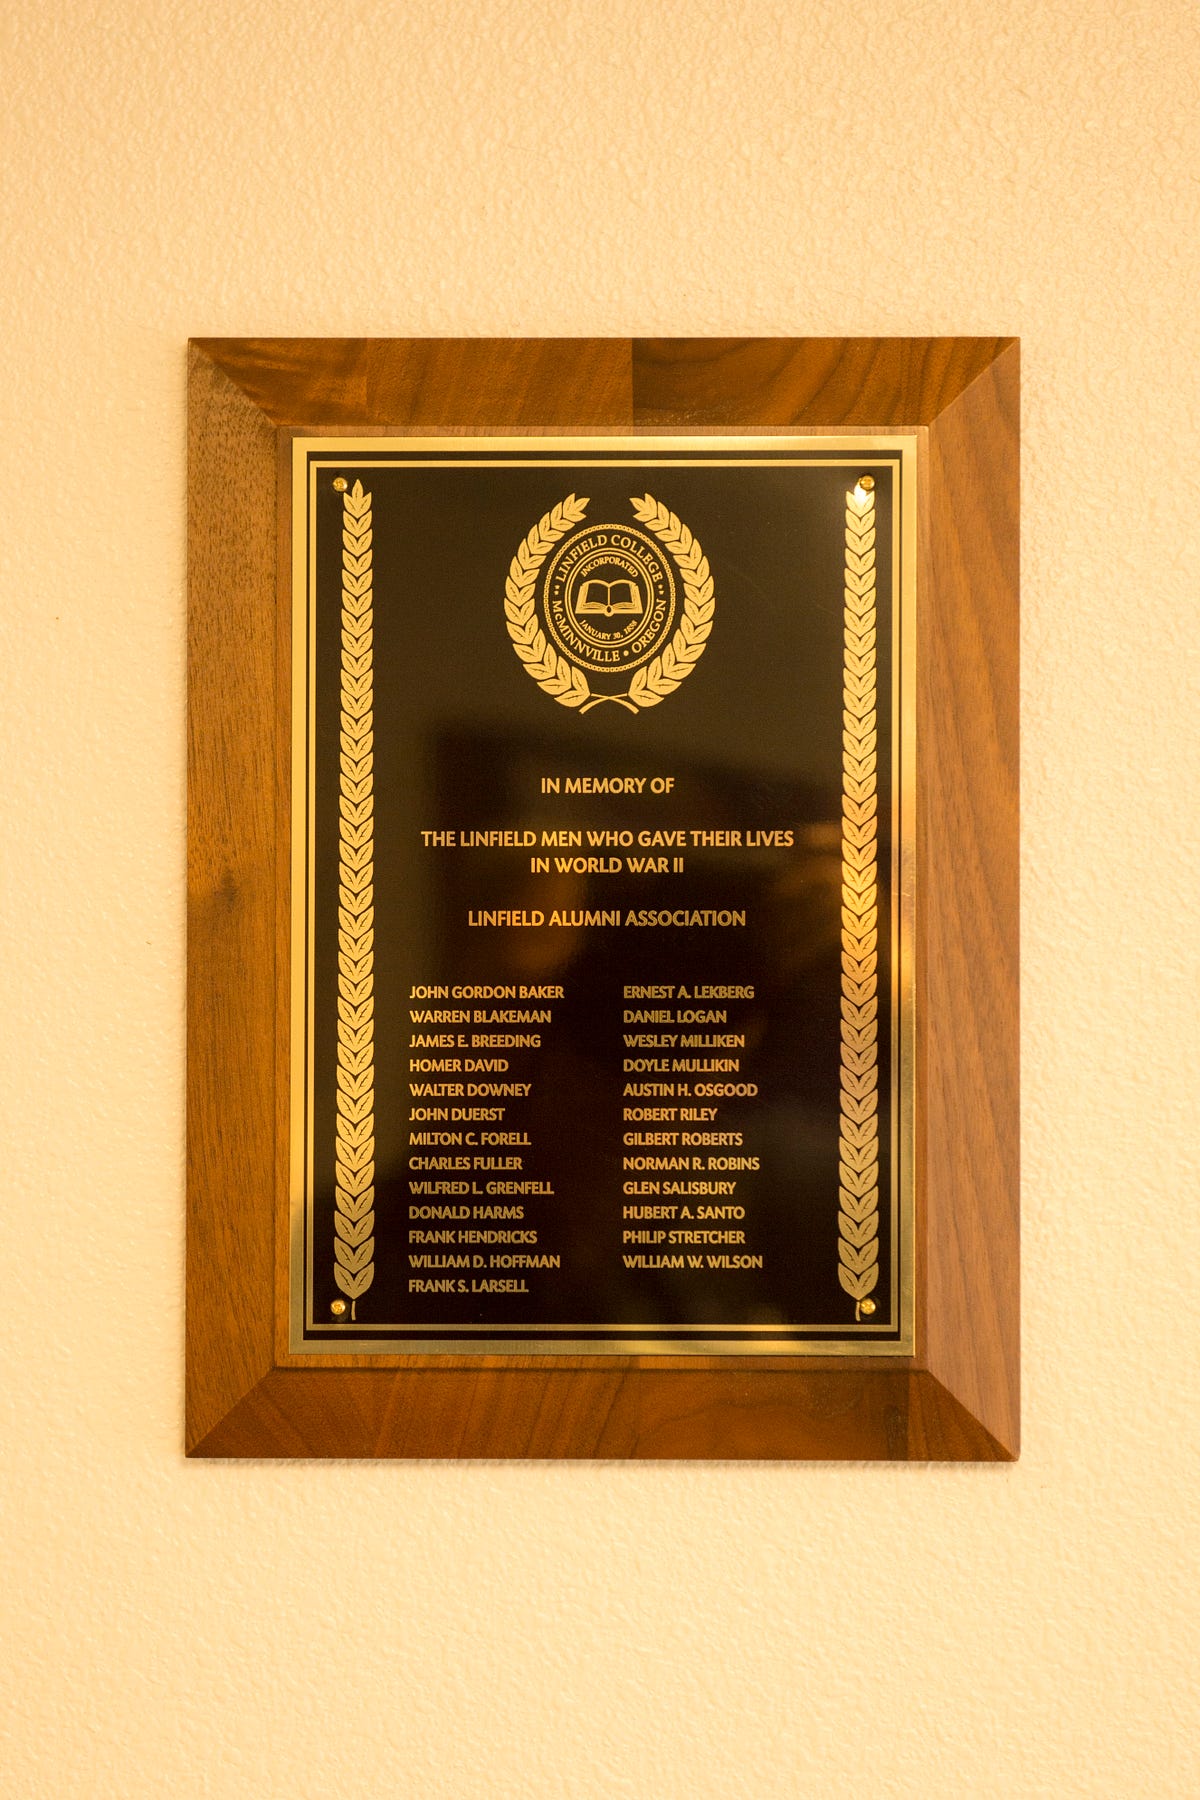 LINFIELD COLLEGE
INCORPORATED
JANUARY 30, 1858
McMINNVILLE • OREGON
IN MEMORY OF
THE LINFIELD MEN WHO GAVE THEIR LIVES
IN WORLD WAR II
LINFIELD ALUMNI ASSOCIATION
JOHN GORDON BAKER
WARREN BLAKEMAN
JAMES E. BREEDING
HOMER DAVID
WALTER DOWNEY
JOHN DUERST
MILTON C. FORELL
CHARLES FULLER
WILFRED L. GRENFELL
DONALD HARMS
FRANK HENDRICKS
WILLIAM D. HOFFMAN
FRANK S. LARSELL
ERNEST A. LEKBERG
DANIEL LOGAN
WESLEY MILLIKEN
DOYLE MULLIKIN
AUSTIN H. OSGOOD
ROBERT RILEY
GILBERT ROBERTS
NORMAN R. ROBINS
GLEN SALISBURY
HUBERT A. SANTO
PHILIP STRETCHER
WILLIAM W. WILSON